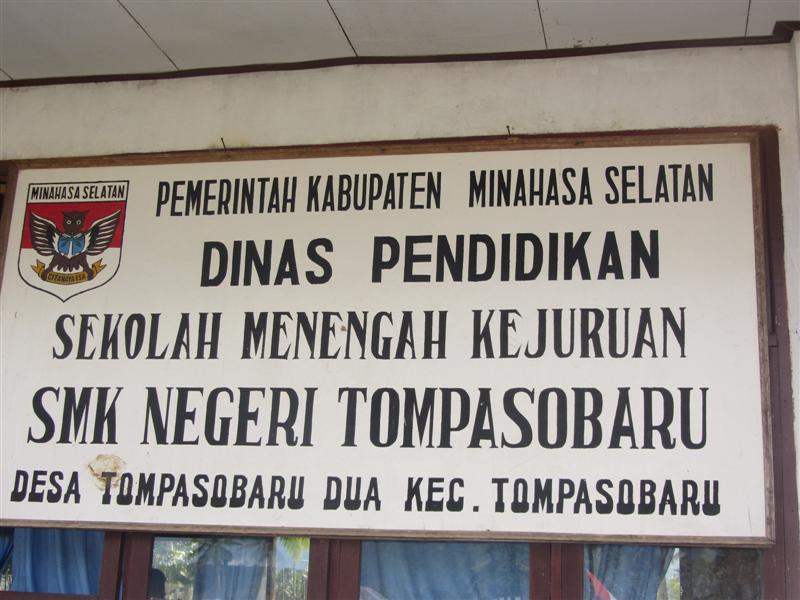 MINAHASA SELATAN
PEMERINTAH KABUPATEN MINAHASA SELATAN
DINAS PENDIDIKAN
SEKOLAH MENENGAH KEJURUAN
SMK NEGERI TOMPASOBARU
DESA TOMPASOBARU DUA KEC. TOMPASOBARU